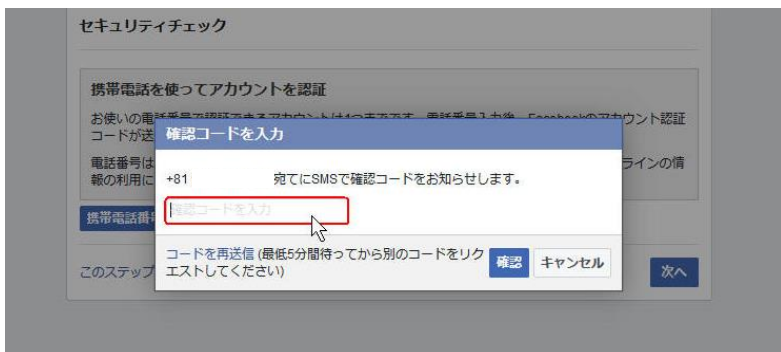 セキュリティチェック
携帯電話を使ってアカウントを認証
お使いの電話番号で認証できるアカウントは1つまでです。電話番号入力後、Facebookのアカウント認証
コードが送
確認コードを入力
電話番号は
ラインの情
報の利用に
+81 宛てにSMSで確認コードをお知らせします。
確認コードを入力
携帯電話番号
コードを再送信 (最低5分間待ってから別のコードをリク
エストしてください)
確認 キャンセル
このステップ
次へ